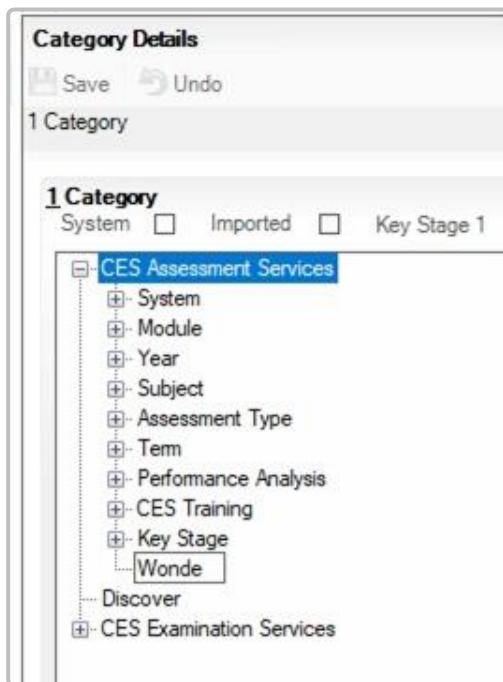 Category Details
Save Undo
1 Category
1 Category
System Imported Key Stage 1
CES Assessment Services
System
Module
Year
Subject
Assessment Type
Term
Performance Analysis
CES Training
Key Stage
Wonde
Discover
CES Examination Services